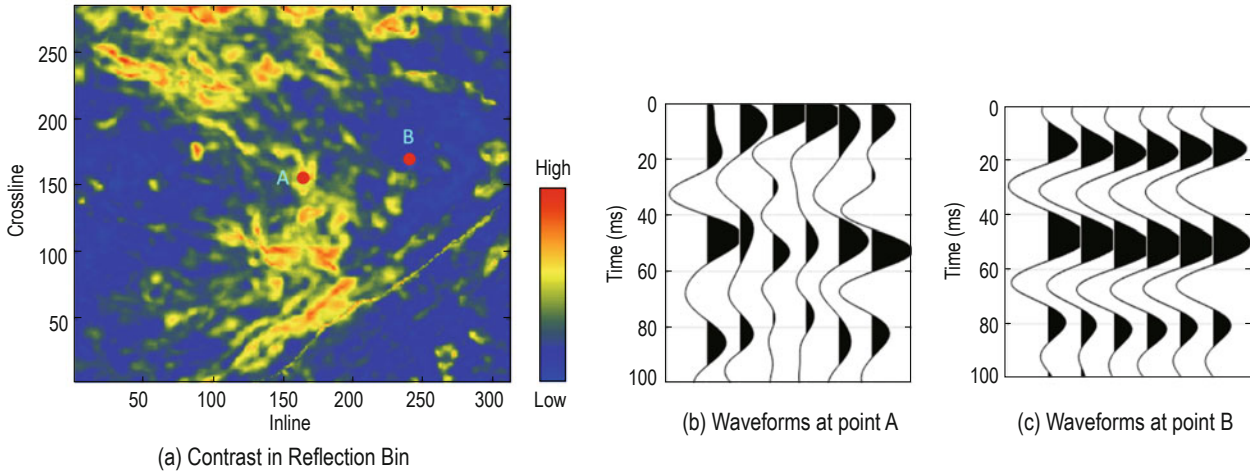 250
200
150
100
50
Crossline
50
100
150
200
250
300
Inline
A
B
High
Low
(a) Contrast in Reflection Bin
0
20
40
60
80
100
Time (ms)
(b) Waveforms at point A
0
20
40
60
80
100
Time (ms)
(c) Waveforms at point B